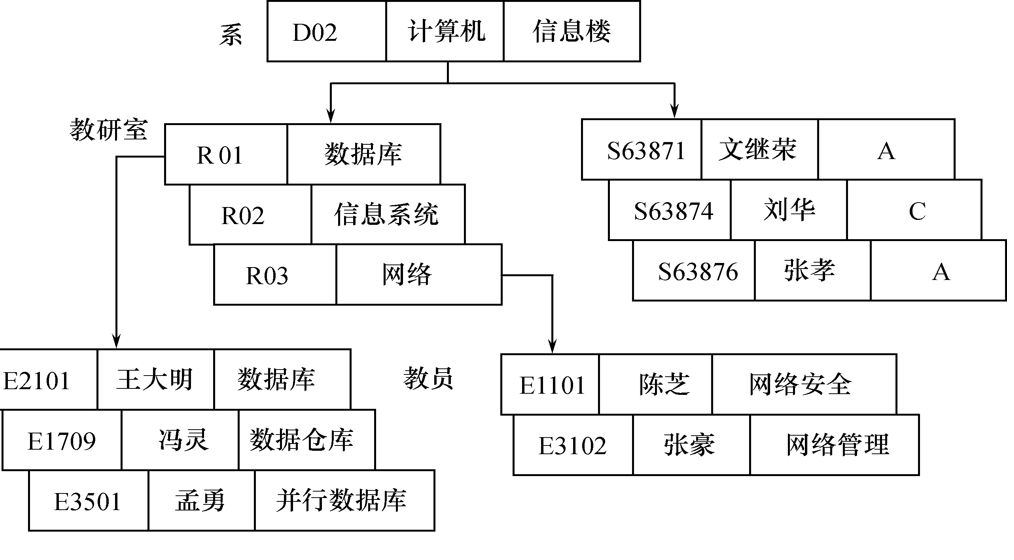 系 D02 计算机 信息楼
教研室 R 01 数据库
R02 信息系统
R03 网络
S63871 文继荣 A
S63874 刘华 C
S63876 张孝 A
E2101 王大明 数据库
E1709 冯灵 数据仓库
E3501 孟勇 并行数据库
教员
E1101 陈芝 网络安全
E3102 张豪 网络管理